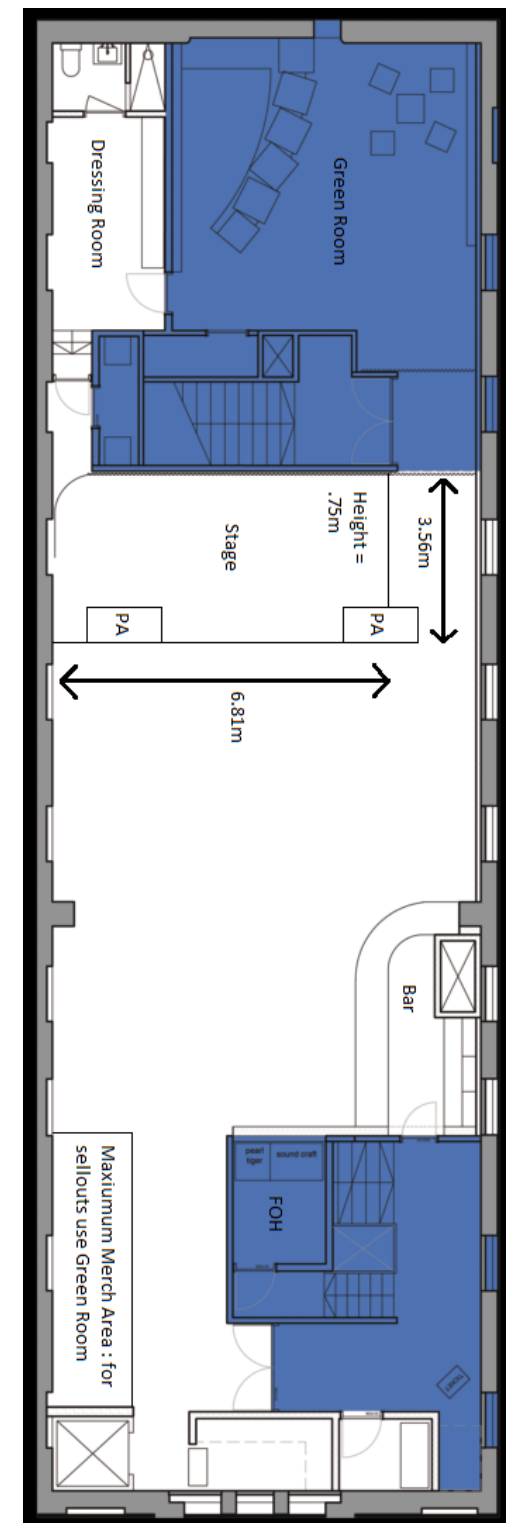 Green Room
Dressing Room
Height =
.75m
3.56m
Stage
PA
PA
6.81m
Bar
pearl
tiger
sound craft
FOH
Maxiumum Merch Area : for
sellouts use Green Room
TICKET